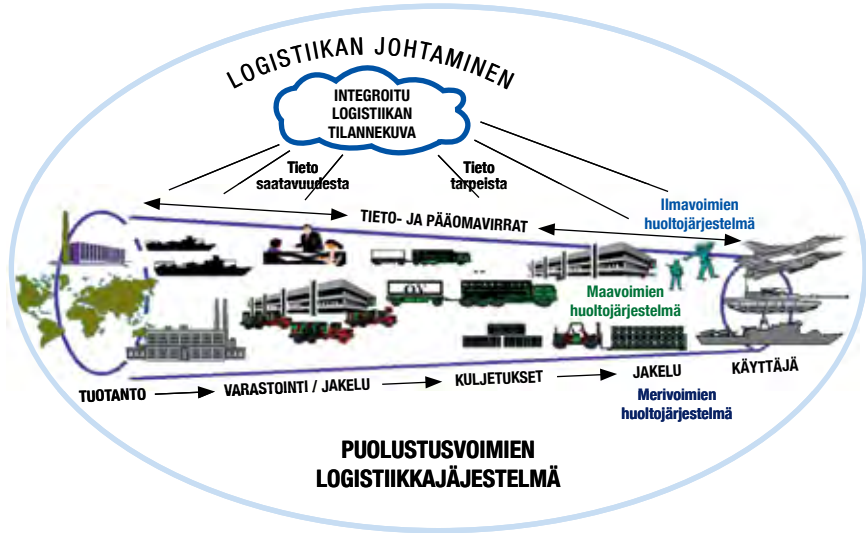 LOGISTIIKAN JOHTAMINEN
INTEGROITU
LOGISTIIKAN
TILANNEKUVA
Tieto
saatavuudesta
Tieto
tarpeista
TIETO- JA PÄÄOMAVIRRAT
Ilmavoimien
huoltojärjestelmä
Maavoimien
huoltojärjestelmä
TUOTANTO
VARASTOINTI / JAKELU
KULJETUKSET
JAKELU
KÄYTTÄJÄ
Merivoimien
huoltojärjestelmä
PUOLUSTUSVOIMIEN
LOGISTIIKKAJÄJESTELMÄ